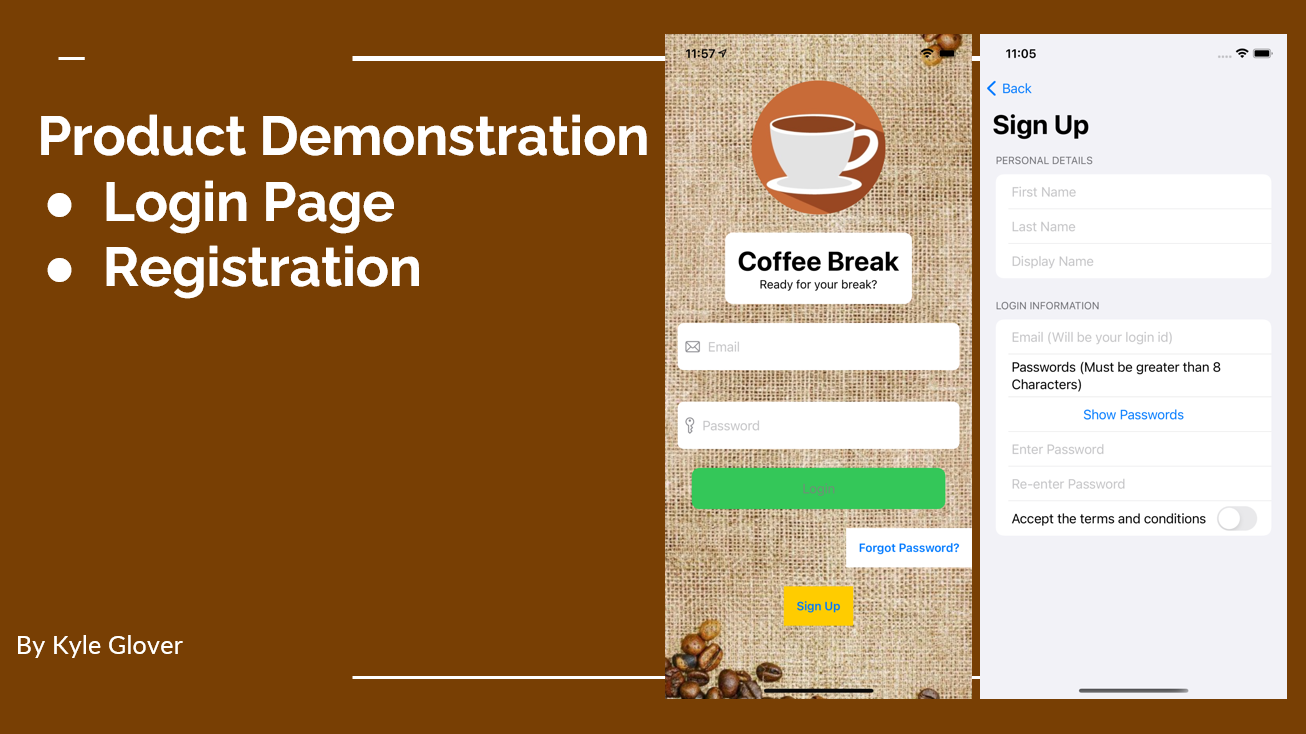 Product Demonstration
● Login Page
● Registration
By Kyle Glover
11:57
Coffee Break
Ready for your break?
Email
Password
Login
Forgot Password?
Sign Up
11:05
Back
Sign Up
PERSONAL DETAILS
First Name
Last Name
Display Name
LOGIN INFORMATION
Email (Will be your login id)
Passwords (Must be greater than 8
Characters)
Show Passwords
Enter Password
Re-enter Password
Accept the terms and conditions